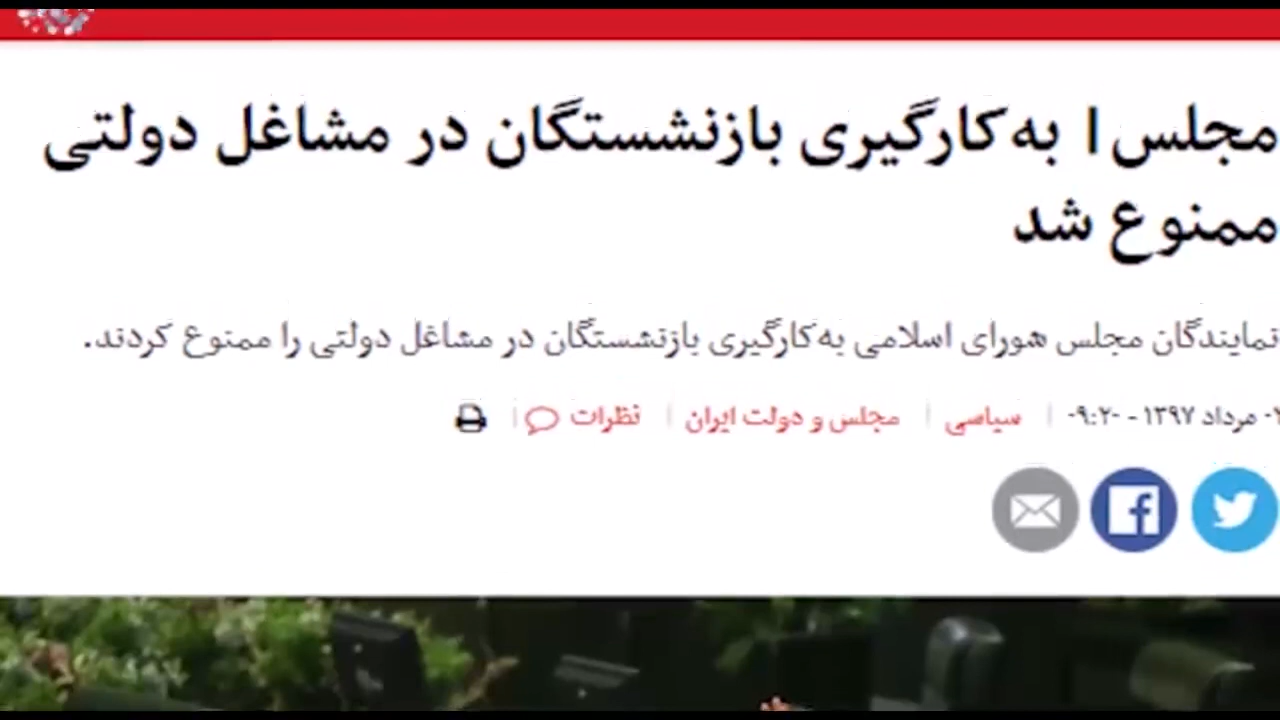 مجلس ا به‌کارگیری بازنشستگان در مشاغل دولتی
ممنوع شد
نمایندگان مجلس شورای اسلامی به‌کارگیری بازنشستگان در مشاغل دولتی را ممنوع کردند.
مرداد ۱۳۹۷ - ۰۹:۲۰ | سیاسی | مجلس و دولت ایران | نظرات |